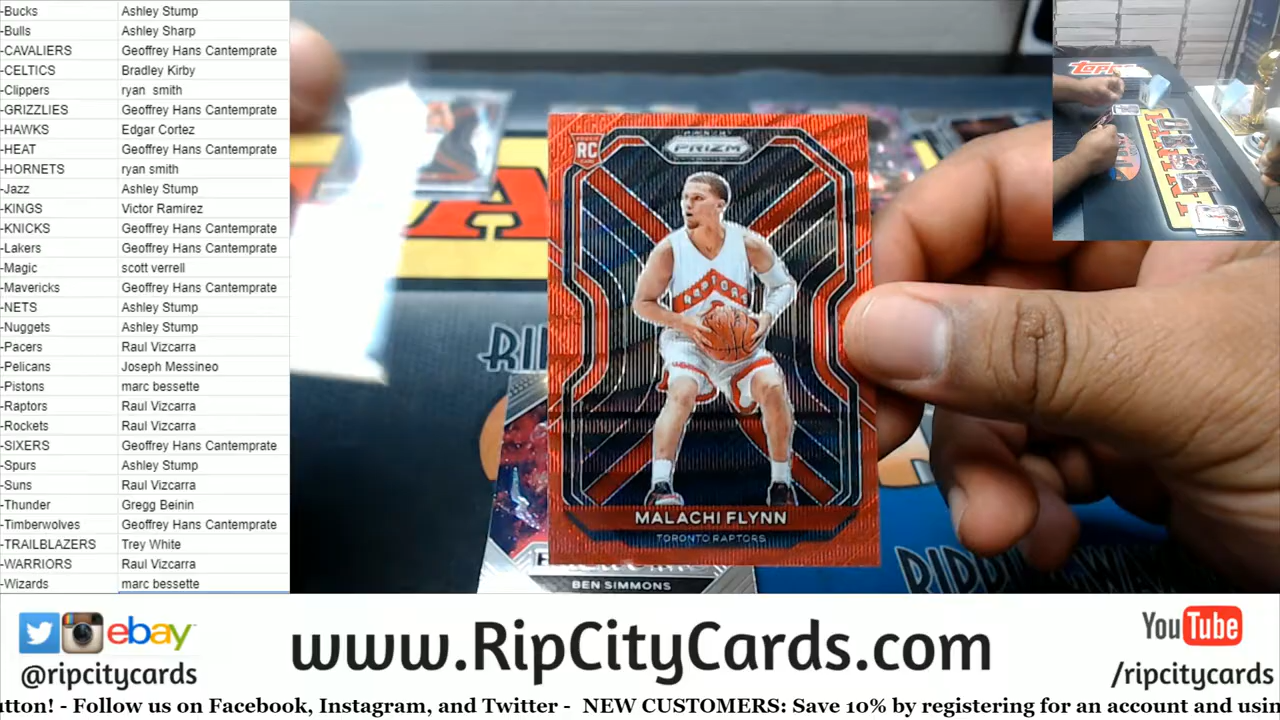 -Bucks Ashley Stump
-Bulls Ashley Sharp
-CAVALIERS Geoffrey Hans Cantemprate
-CELTICS Bradley Kirby
-Clippers ryan smith
-GRIZZLIES Geoffrey Hans Cantemprate
-HAWKS Edgar Cortez
-HEAT Geoffrey Hans Cantemprate
-HORNETS ryan smith
-Jazz Ashley Stump
-KINGS Victor Ramirez
-KNICKS Geoffrey Hans Cantemprate
-Lakers Geoffrey Hans Cantemprate
-Magic scott verrell
-Mavericks Geoffrey Hans Cantemprate
-NETS Ashley Stump
-Nuggets Ashley Stump
-Pacers Raul Vizcarra
-Pelicans Joseph Messineo
-Pistons marc bessette
-Raptors Raul Vizcarra
-Rockets Raul Vizcarra
-SIXERS Geoffrey Hans Cantemprate
-Spurs Ashley Stump
-Suns Raul Vizcarra
-Thunder Gregg Beinin
-Timberwolves Geoffrey Hans Cantemprate
-TRAILBLAZERS Trey White
-WARRIORS Raul Vizcarra
-Wizards marc bessette
RC
PRIZM
RAPTORS
MALACHI FLYNN
TORONTO RAPTORS
BEN SIMMONS
RIP
Topps
ebay
@ripcitycards
www.RipCityCards.com
YouTube
/ripcitycards
utton! - Follow us on Facebook, Instagram, and Twitter - NEW CUSTOMERS: Save 10% by registering for an account and usin